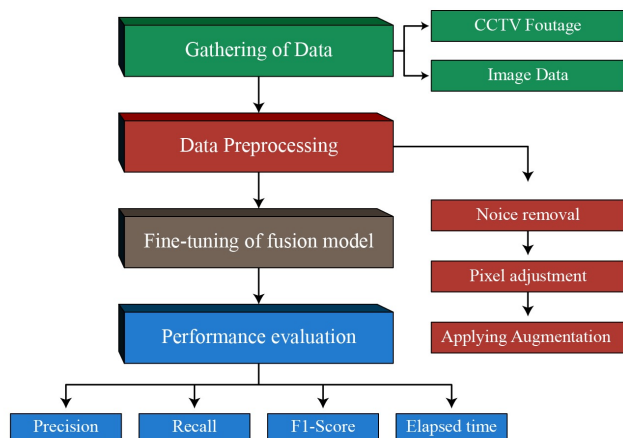 Gathering of Data
CCTV Foutage
Image Data
Data Preprocessing
Noice removal
Fine-tuning of fusion model
Pixel adjustment
Performance evaluation
Applying Augmentation
Precision
Recall
F1-Score
Elapsed time